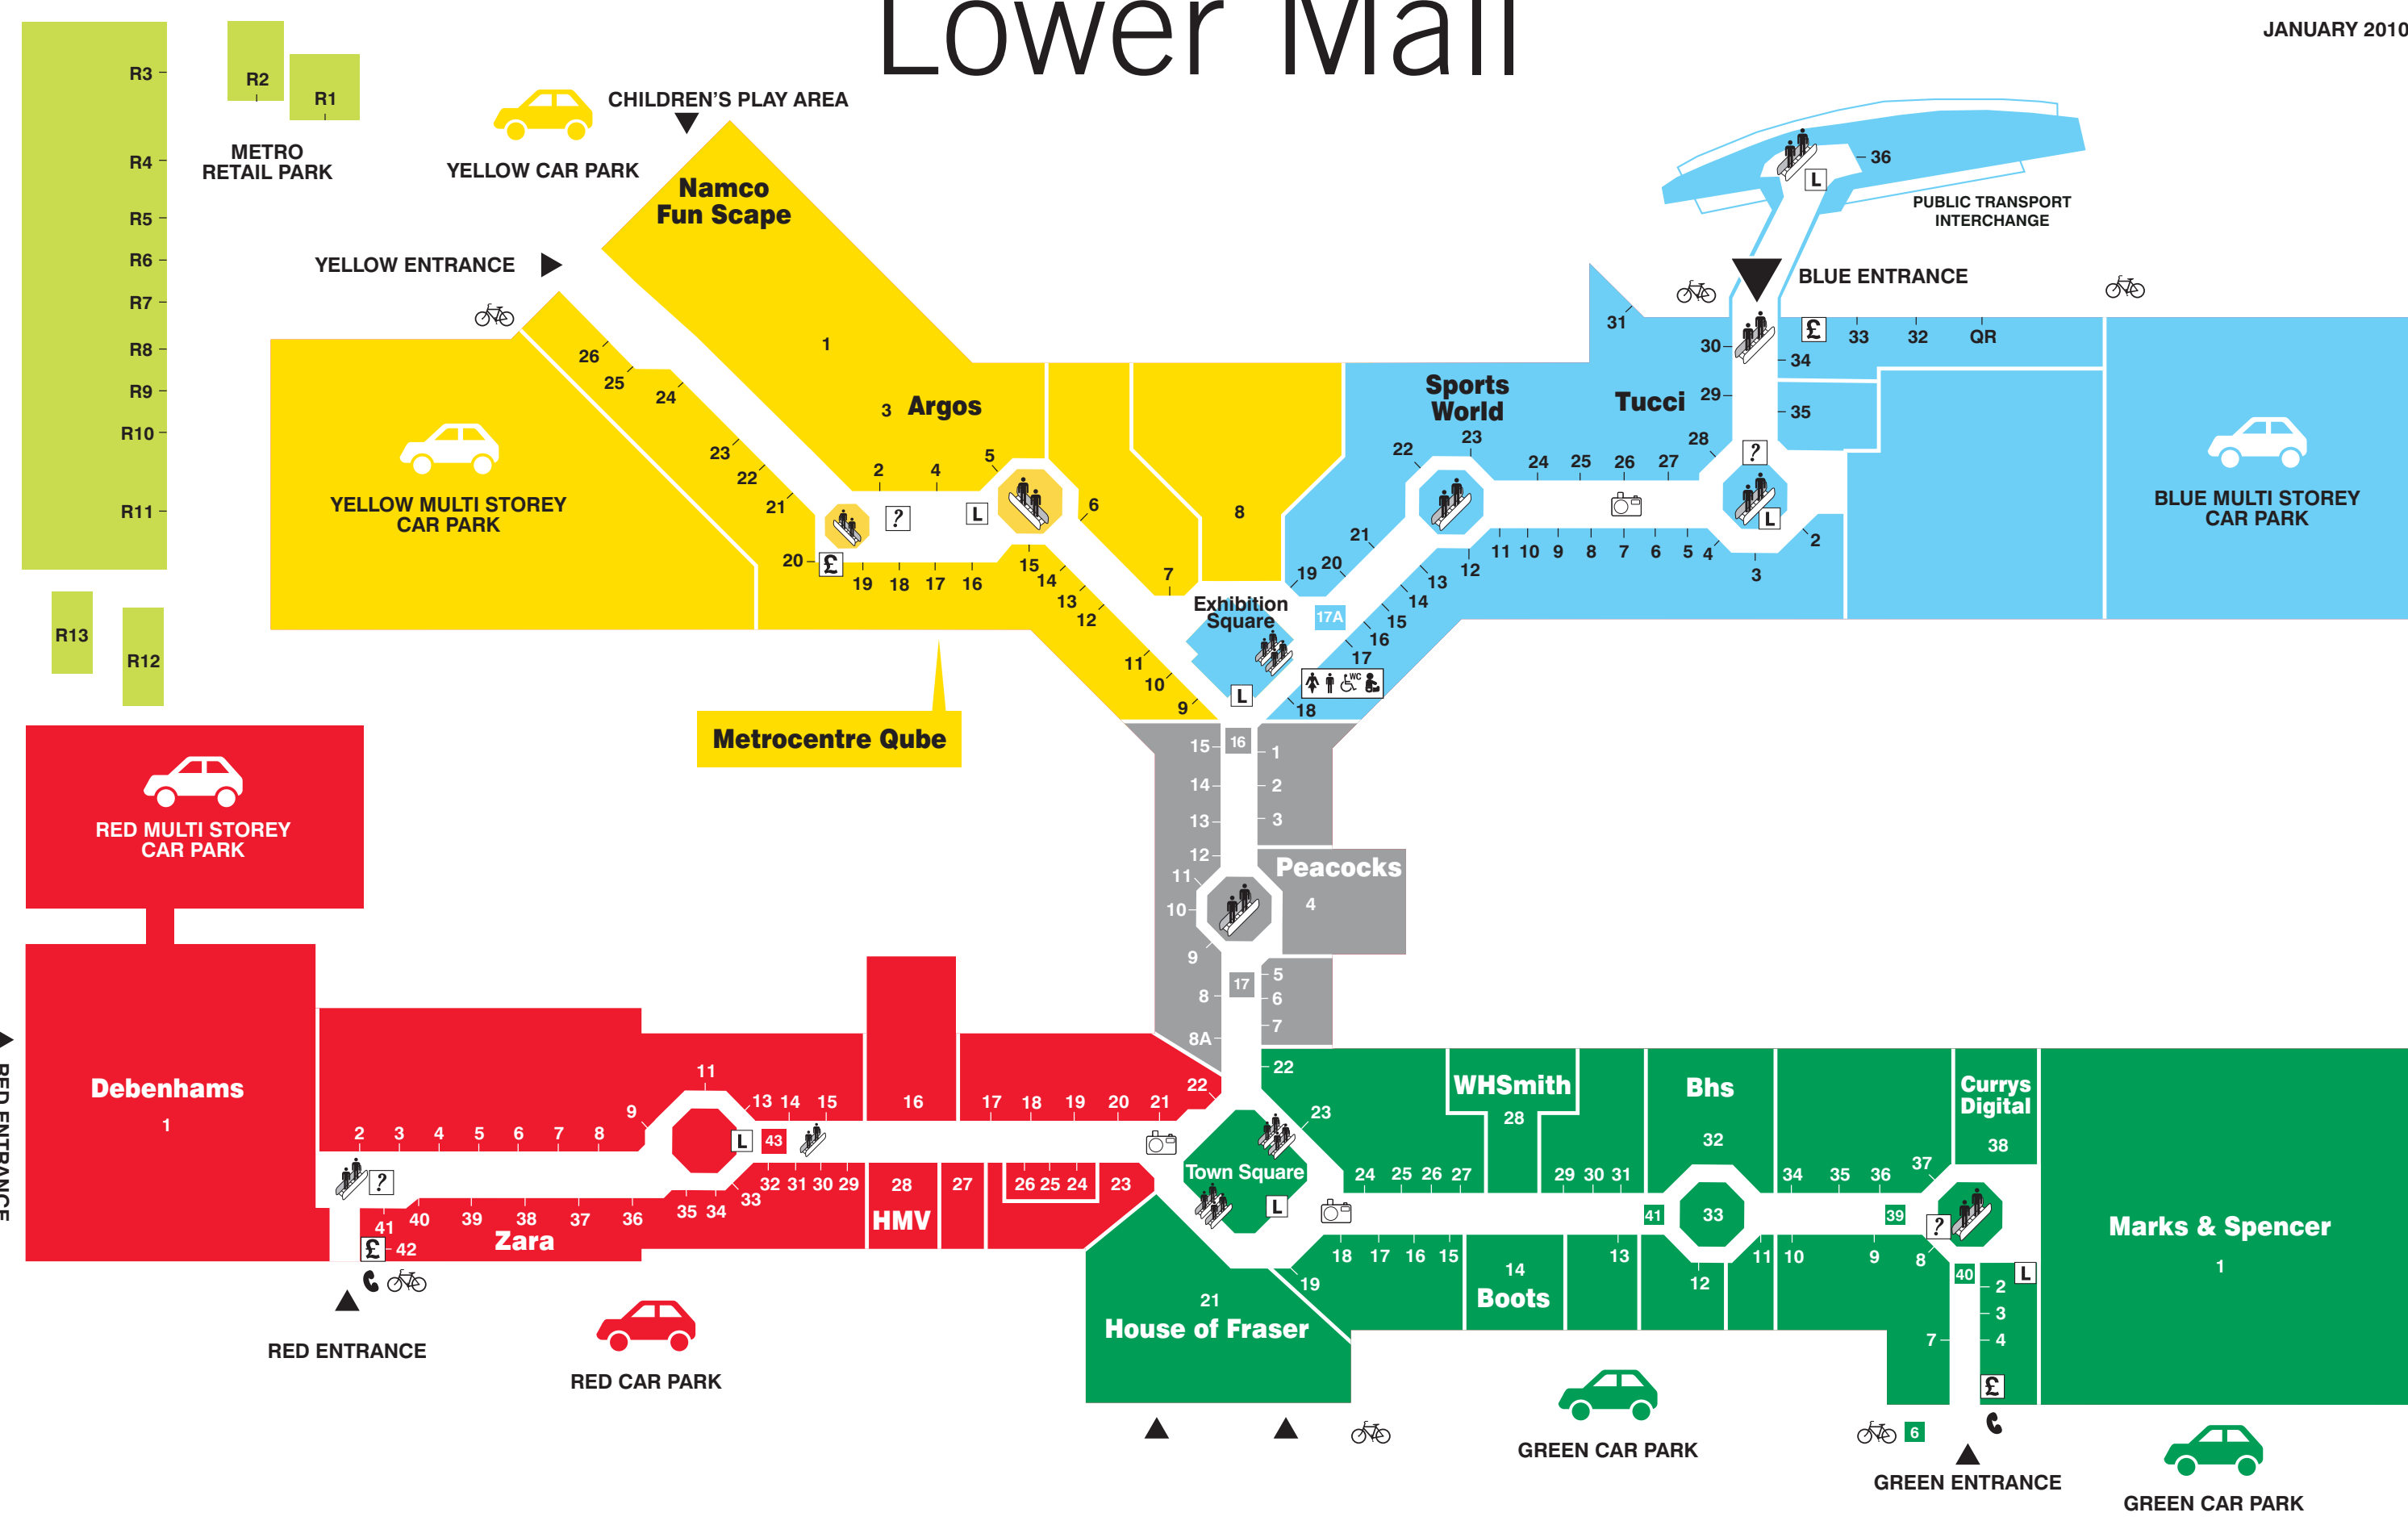 Lower Mall
JANUARY 2010
R3
R2
R1
METRO
RETAIL PARK
R4
R5
R6
R7
R8
R9
R10
R11
R13
R12
YELLOW CAR PARK
CHILDREN'S PLAY AREA
YELLOW ENTRANCE
Namco
Fun Scape
1
3 Argos
26
25
24
23
22
21
20
£
2
4
5
?
L
6
7
8
19
18
17
16
15
14
13
12
11
10
9
YELLOW MULTI STOREY
CAR PARK
Metrocentre Qube
36
L
PUBLIC TRANSPORT
INTERCHANGE
BLUE ENTRANCE
31
30
29
28
£
33
32
QR
34
35
Sports
World
Tucci
22
23
24
25
26
27
?
L
21
20
19
11
10
9
8
7
6
5
4
3
2
12
13
14
15
16
17
17A
18
WC
Exhibition
Square
L
BLUE MULTI STOREY
CAR PARK
15
16
1
14
2
13
3
12
Peacocks
11
4
10
9
17
5
8
6
7
8A
RED MULTI STOREY
CAR PARK
RED ENTRANCE
Debenhams
1
2
3
4
5
6
7
8
9
11
13
14
15
16
17
18
19
20
21
22
?
L
43
41
40
39
38
37
36
35
34
33
32
31
30
29
28
HMV
27
26
25
24
23
Zara
£
42
RED ENTRANCE
RED CAR PARK
22
23
Town Square
L
WHSmith
28
Bhs
32
Currys
Digital
38
24
25
26
27
29
30
31
34
35
36
37
41
33
39
?
Marks & Spencer
1
18
17
16
15
14
Boots
13
12
11
10
9
8
19
21
House of Fraser
40
L
2
3
4
7
£
6
GREEN CAR PARK
GREEN ENTRANCE
GREEN CAR PARK